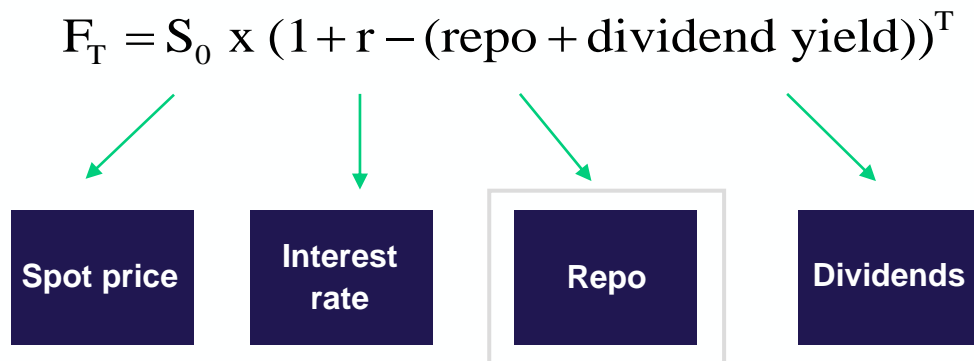 F_T = S_0 x (1+ r – (repo + dividend yield))^T
Spot price
Interest
rate
Repo
Dividends